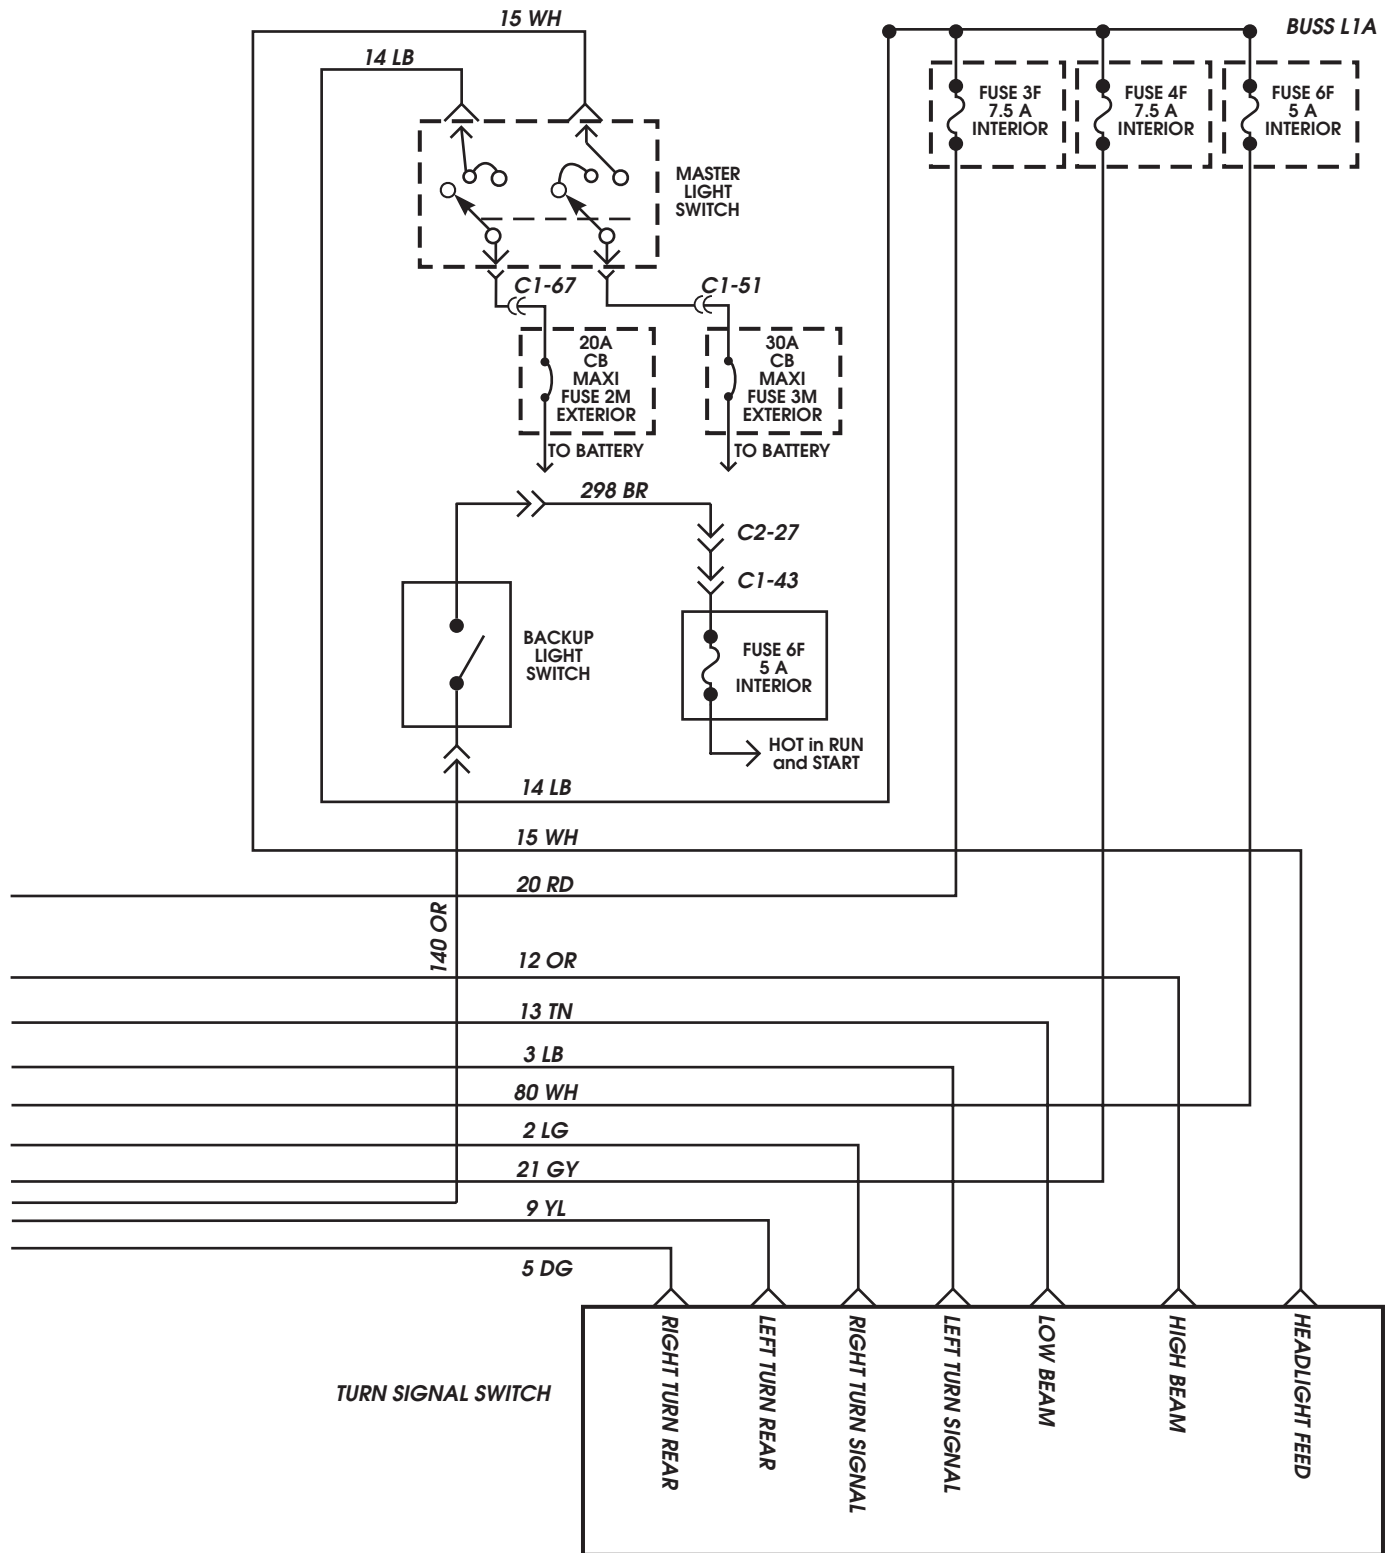 15 WH
BUSS L1A
14 LB
FUSE 3F
7.5 A
INTERIOR
FUSE 4F
7.5 A
INTERIOR
FUSE 6F
5 A
INTERIOR
MASTER
LIGHT
SWITCH
C1-67
C1-51
20A
CB
MAXI
FUSE 2M
EXTERIOR
30A
CB
MAXI
FUSE 3M
EXTERIOR
TO BATTERY
TO BATTERY
298 BR
C2-27
C1-43
BACKUP
LIGHT
SWITCH
FUSE 6F
5 A
INTERIOR
HOT in RUN
and START
14 LB
15 WH
20 RD
140 OR
12 OR
13 TN
3 LB
80 WH
2 LG
21 GY
9 YL
5 DG
TURN SIGNAL SWITCH
RIGHT TURN REAR
LEFT TURN REAR
RIGHT TURN SIGNAL
LEFT TURN SIGNAL
LOW BEAM
HIGH BEAM
HEADLIGHT FEED